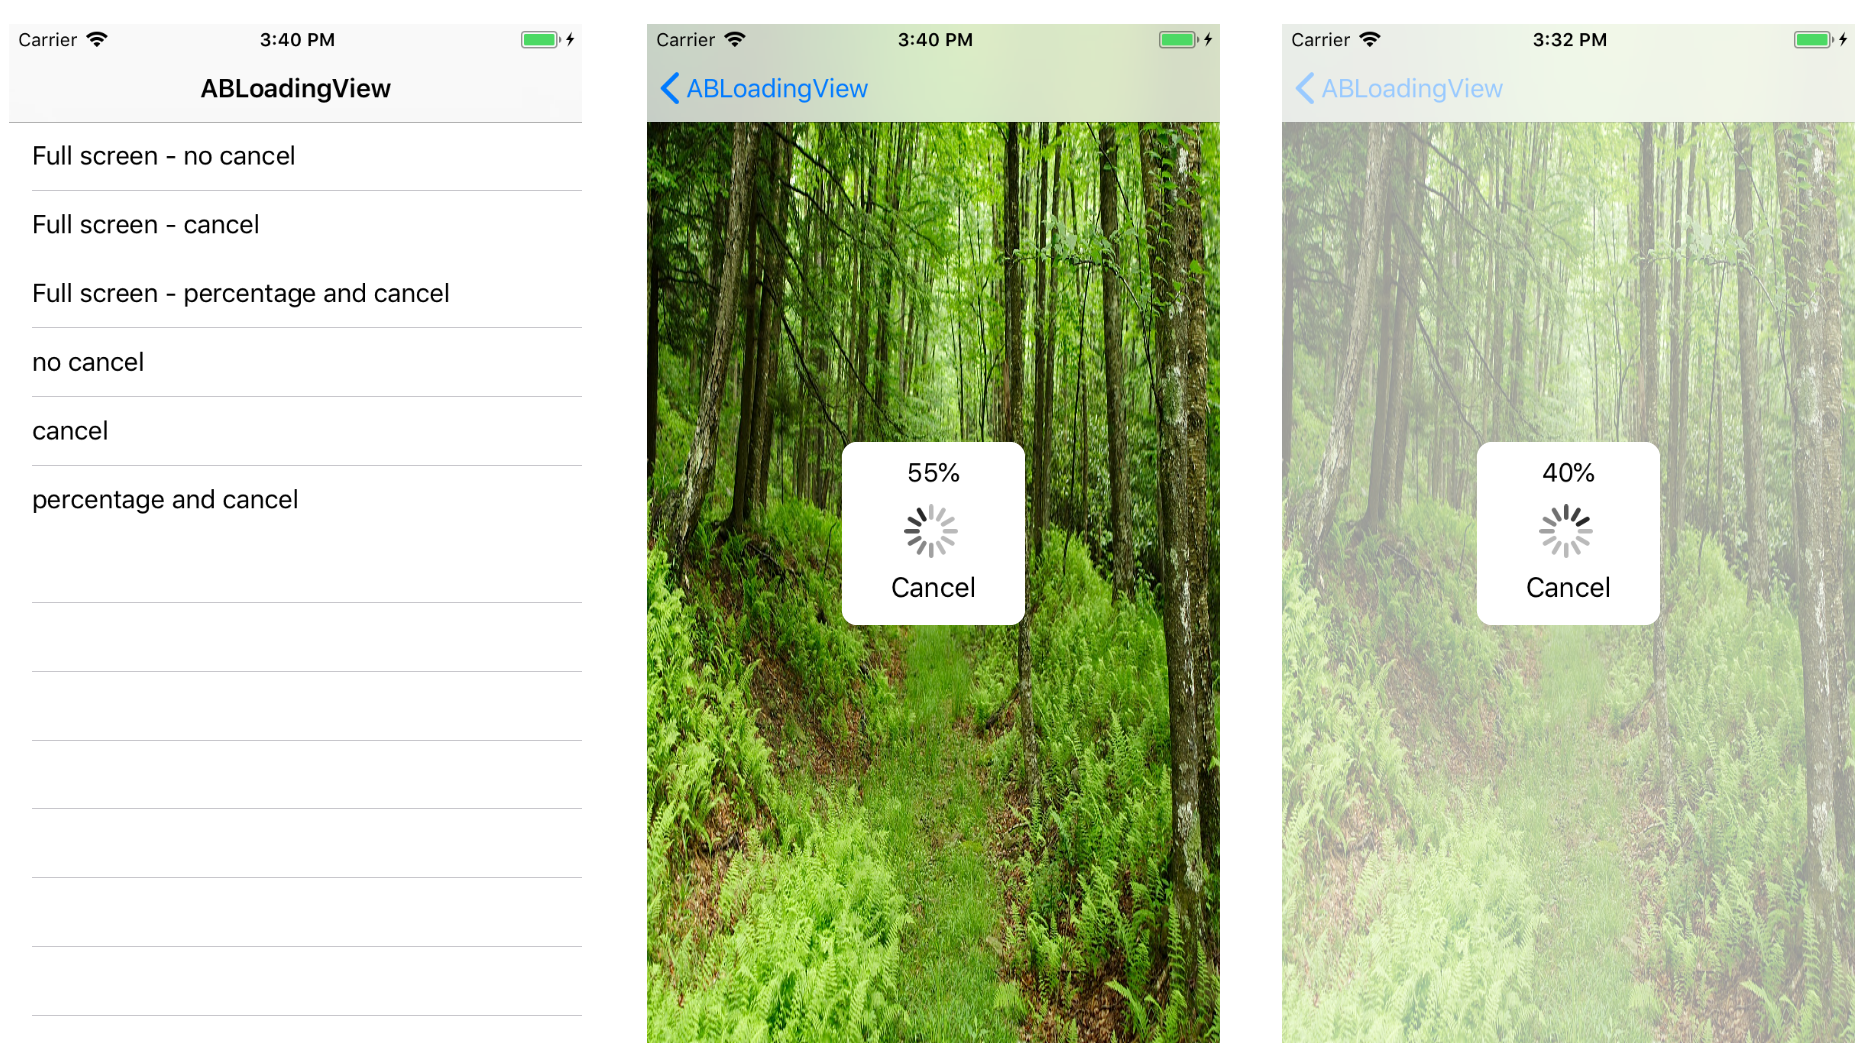 Carrier 3:40 PM
ABLoadingView
Full screen - no cancel
Full screen - cancel
Full screen - percentage and cancel
no cancel
cancel
percentage and cancel
Carrier 3:40 PM
ABLoadingView
55%
Cancel
Carrier 3:32 PM
ABLoadingView
40%
Cancel